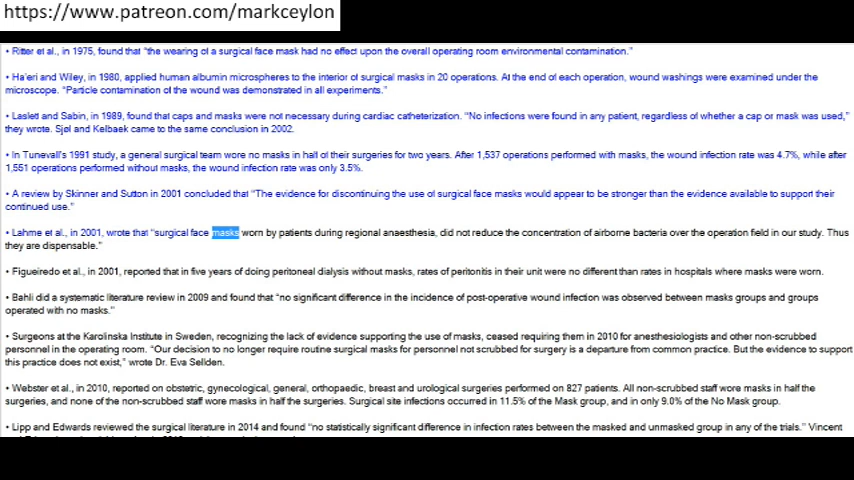 https://www.patreon.com/markceylon
• Ritter et al., in 1975, found that “the wearing of a surgical face mask had no effect upon the overall operating room environmental contamination.”
• Ha’eri and Wiley, in 1980, applied human albumin microspheres to the interior of surgical masks in 20 operations. At the end of each operation, wound washings were examined under the
microscope. “Particle contamination of the wound was demonstrated in all experiments.”
• Laslett and Sabin, in 1989, found that caps and masks were not necessary during cardiac catheterization. “No infections were found in any patient, regardless of whether a cap or mask was used,”
they wrote. Sjøl and Kelbaek came to the same conclusion in 2002.
• In Tunevall’s 1991 study, a general surgical team wore no masks in half of their surgeries for two years. After 1,537 operations performed with masks, the wound infection rate was 4.7%, while after
1,551 operations performed without masks, the wound infection rate was only 3.5%.
• A review by Skinner and Sutton in 2001 concluded that “The evidence for discontinuing the use of surgical face masks would appear to be stronger than the evidence available to support their
continued use.”
• Lahme et al., in 2001, wrote that “surgical face masks worn by patients during regional anaesthesia, did not reduce the concentration of airborne bacteria over the operation field in our study. Thus
they are dispensable.”
• Figueiredo et al., in 2001, reported that in five years of doing peritoneal dialysis without masks, rates of peritonitis in their unit were no different than rates in hospitals where masks were worn.
• Bahli did a systematic literature review in 2009 and found that “no significant difference in the incidence of post-operative wound infection was observed between masks groups and groups
operated with no masks.”
• Surgeons at the Karolinska Institute in Sweden, recognizing the lack of evidence supporting the use of masks, ceased requiring them in 2010 for anesthesiologists and other non-scrubbed
personnel in the operating room. “Our decision to no longer require routine surgical masks for personnel not scrubbed for surgery is a departure from common practice. But the evidence to support
this practice does not exist,” wrote Dr. Eva Sellden.
• Webster et al., in 2010, reported on obstetric, gynecological, general, orthopaedic, breast and urological surgeries performed on 827 patients. All non-scrubbed staff wore masks in half the
surgeries, and none of the non-scrubbed staff wore masks in half the surgeries. Surgical site infections occurred in 11.5% of the Mask group, and in only 9.0% of the No Mask group.
• Lipp and Edwards reviewed the surgical literature in 2014 and found “no statistically significant difference in infection rates between the masked and unmasked group in any of the trials.” Vincent